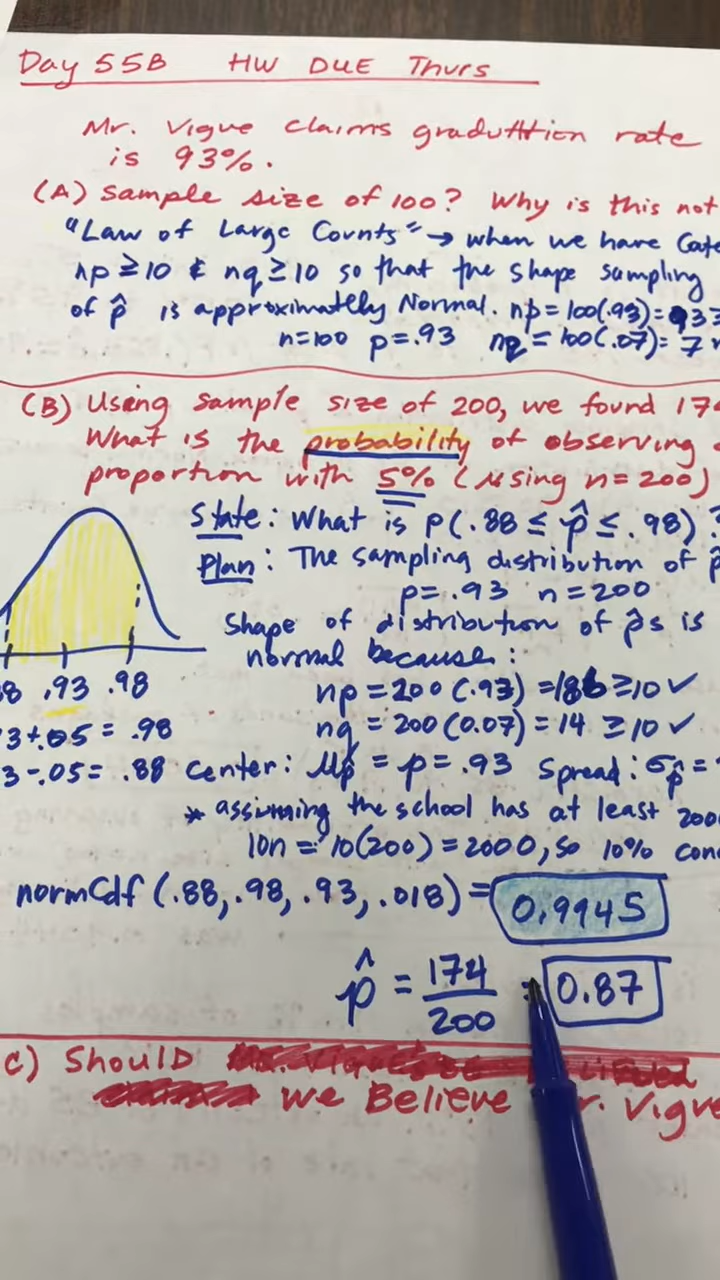 Day 55B HW DUE Thurs
Mr. Vigue claims graduation rate
is 93%.
(A) Sample size of 100? Why is this not
"Law of Large Counts" → when we have
np ≥ 10 & nq ≥ 10 so that the shape sampling
of p̂ is approximately Normal. np = 100(.93) = 93
n=100 p=.93 nq = 100(.07) = 7
(B) Using sample size of 200, we found 174
What is the probability of observing
proportion with 5% (using n=200)
State: What is P(.88 ≤ p̂ ≤ .98) ?
Plan: The sampling distribution of p̂
p=.93 n=200
Shape of distribution of p̂s is
normal because:
8 .93 .98
np = 200(.93) = 186 ≥10 ✓
3+.05 = .98
nq = 200(0.07) = 14 ≥10 ✓
3-.05 = .88
Center: μp̂ = p = .93 Spread: σp̂ =
* assuming the school has at least 2000
10n = 10(200) = 2000, so 10%
normCdf (.88, .98, .93, .018) = 0.9945
p̂ = 174/200 = 0.87
C) Should
We Believe Mr. Vigue